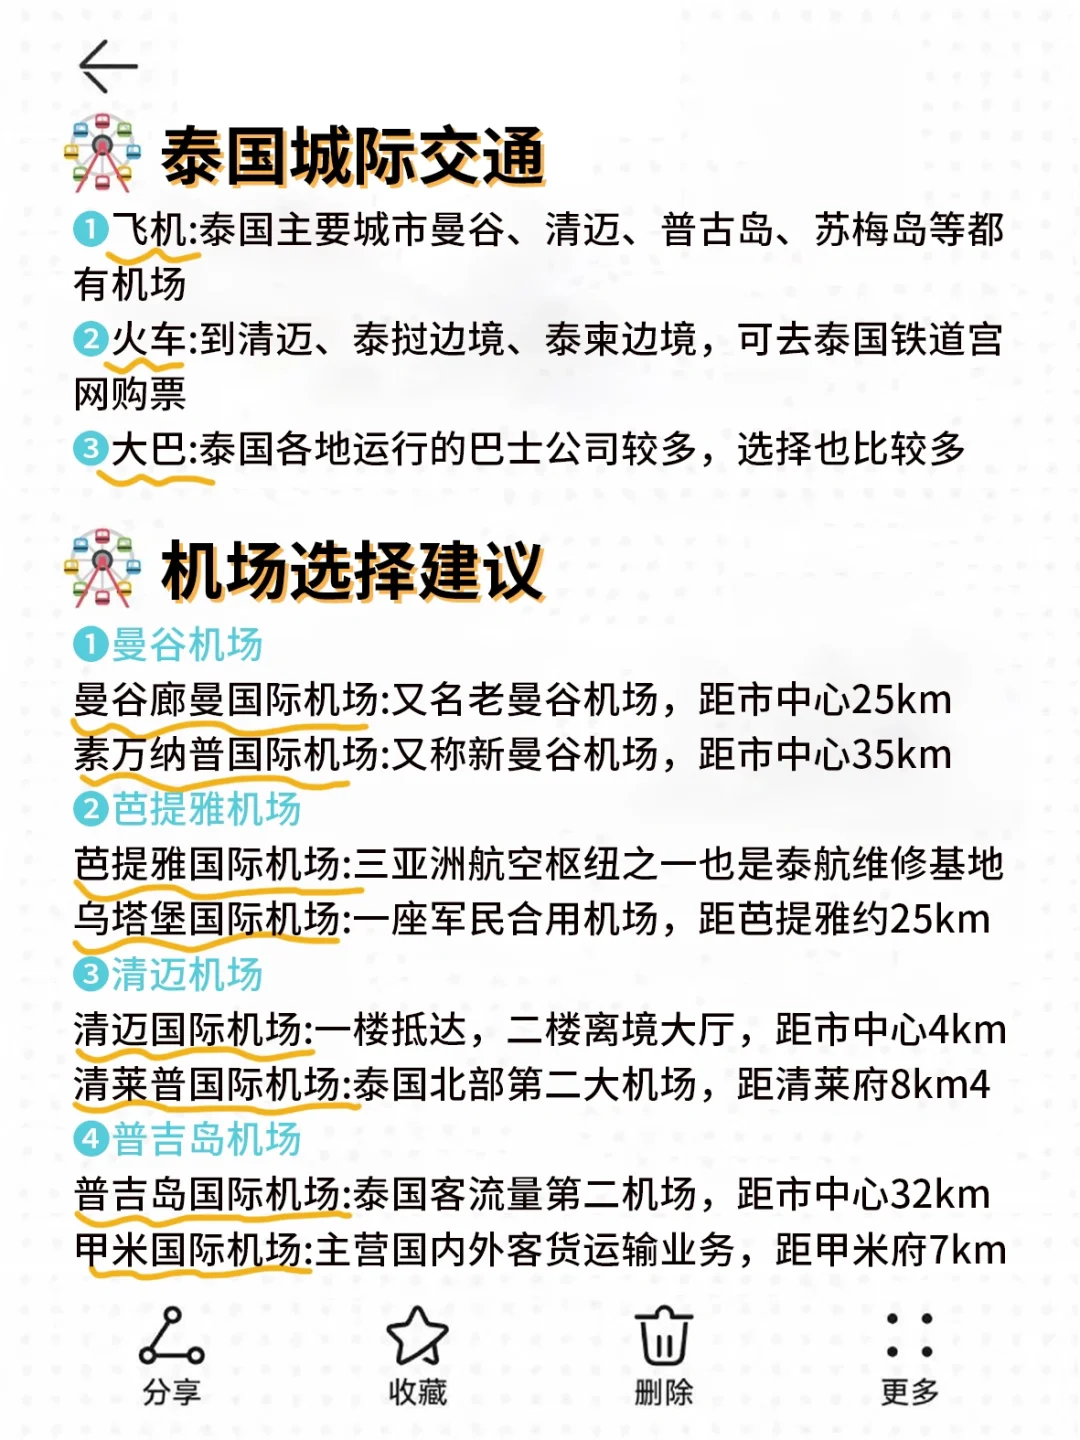 泰国城际交通
❶飞机:泰国主要城市曼谷、清迈、普古岛、苏梅岛等都
有机场
❷火车:到清迈、泰挝边境、泰柬边境，可去泰国铁道宫
网购票
❸大巴:泰国各地运行的巴士公司较多，选择也比较多
机场选择建议
❶曼谷机场
曼谷廊曼国际机场:又名老曼谷机场，距市中心25km
素万纳普国际机场:又称新曼谷机场，距市中心35km
❷芭提雅机场
芭提雅国际机场:三亚洲航空枢纽之一也是泰航维修基地
乌塔堡国际机场:一座军民合用机场，距芭提雅约25km
❸清迈机场
清迈国际机场:一楼抵达，二楼离境大厅，距市中心4km
清莱普国际机场:泰国北部第二大机场，距清莱府8km4
❹普吉岛机场
普吉岛国际机场:泰国客流量第二机场，距市中心32km
甲米国际机场:主营国内外客货运输业务，距甲米府7km
分享 收藏 删除 更多